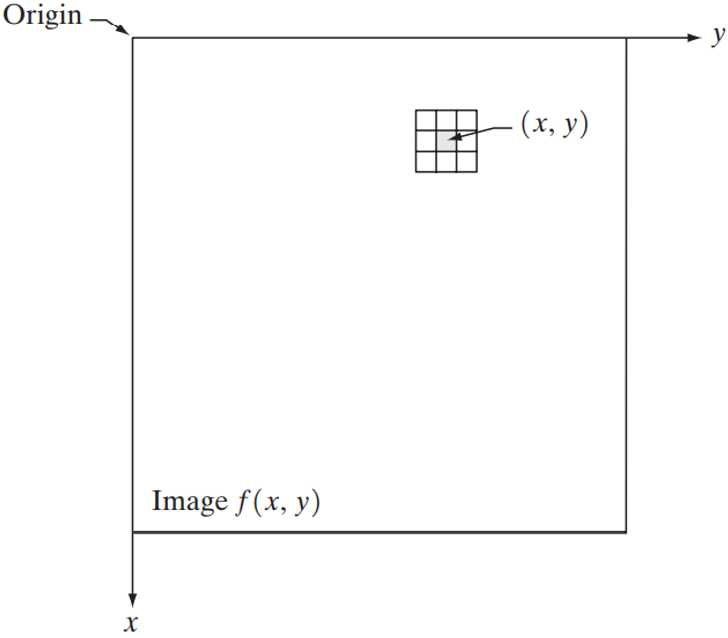 Origin
y
(x, y)
Image f(x, y)
x